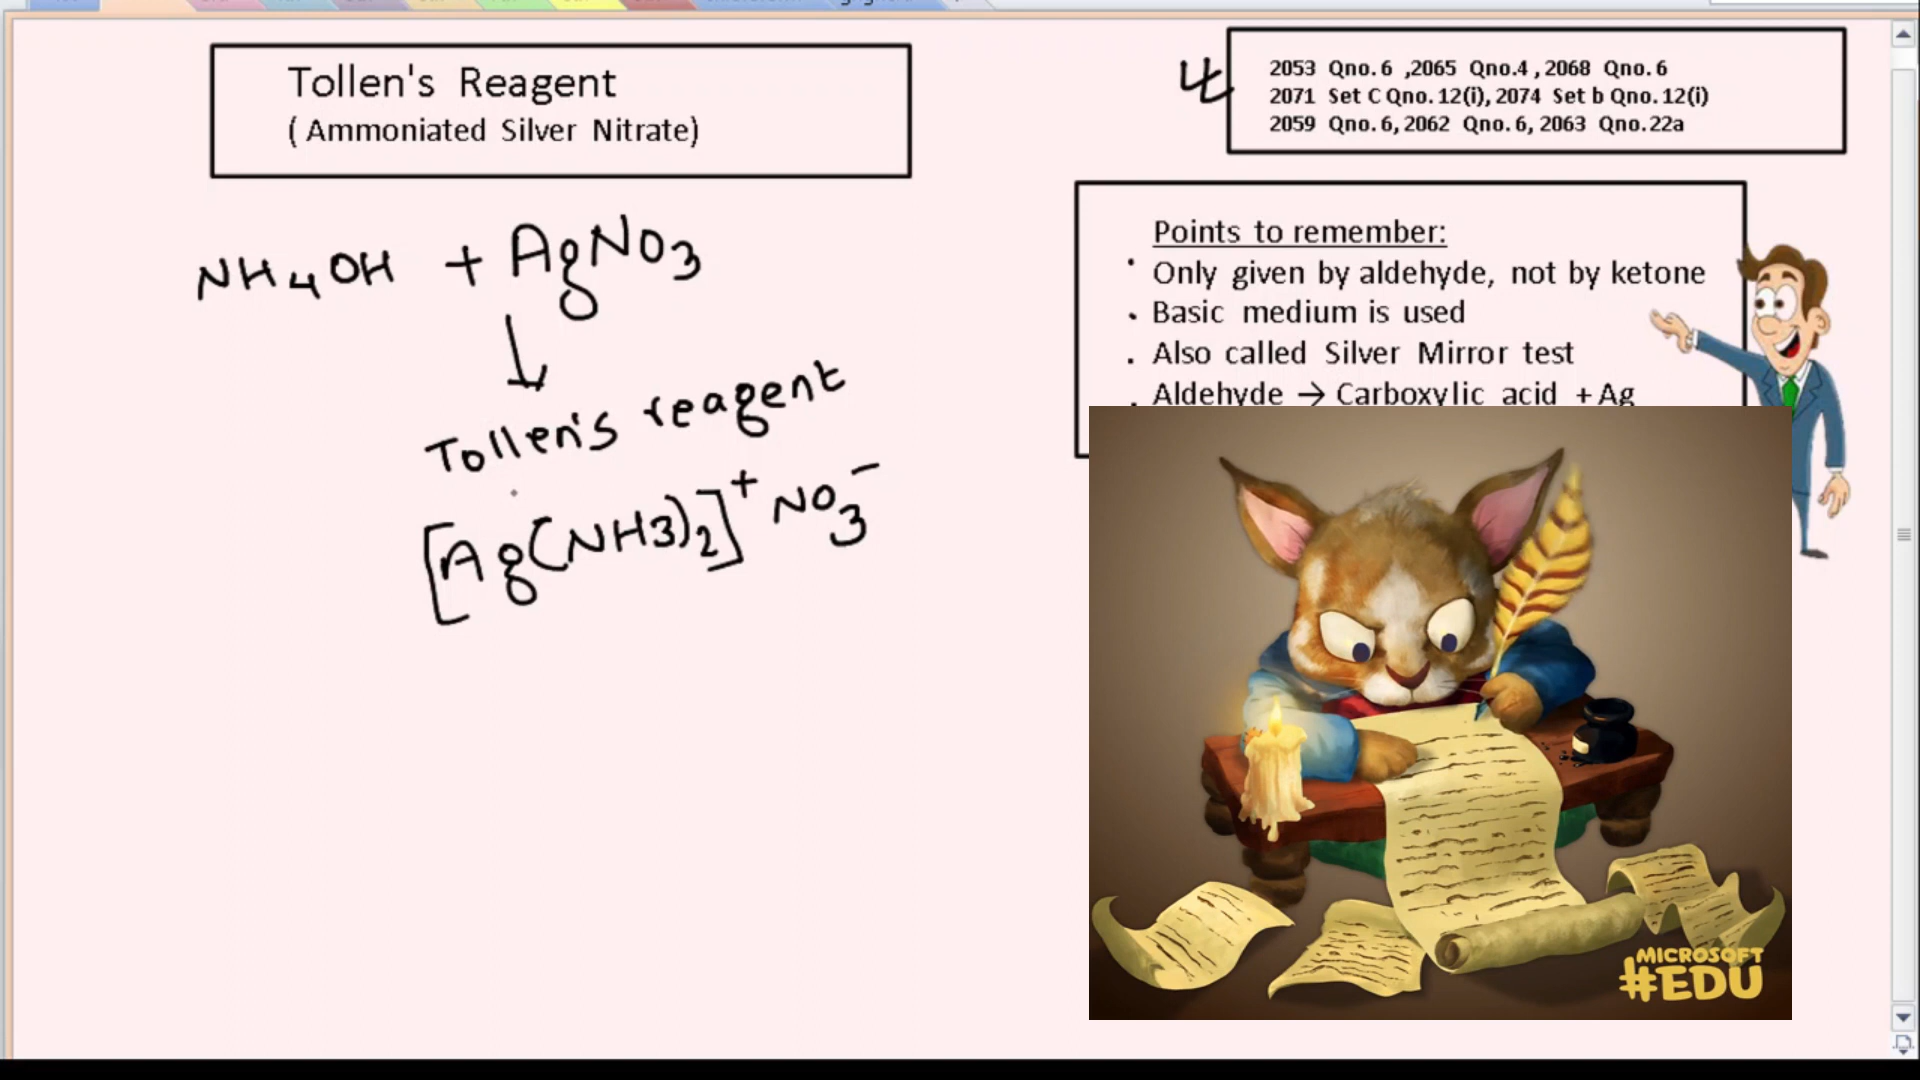 Tollen's Reagent
( Ammoniated Silver Nitrate)
2053 Qno. 6 ,2065 Qno.4 , 2068 Qno. 6
2071 Set C Qno. 12(i), 2074 Set b Qno. 12(i)
2059 Qno. 6, 2062 Qno. 6, 2063 Qno.22a
NH4OH + AgNO3
↓
Tollen's reagent
[Ag(NH3)2]+ NO3-
Points to remember:
Only given by aldehyde, not by ketone
Basic medium is used
Also called Silver Mirror test
Aldehyde → Carboxylic acid + Ag
MICROSOFT
#EDU